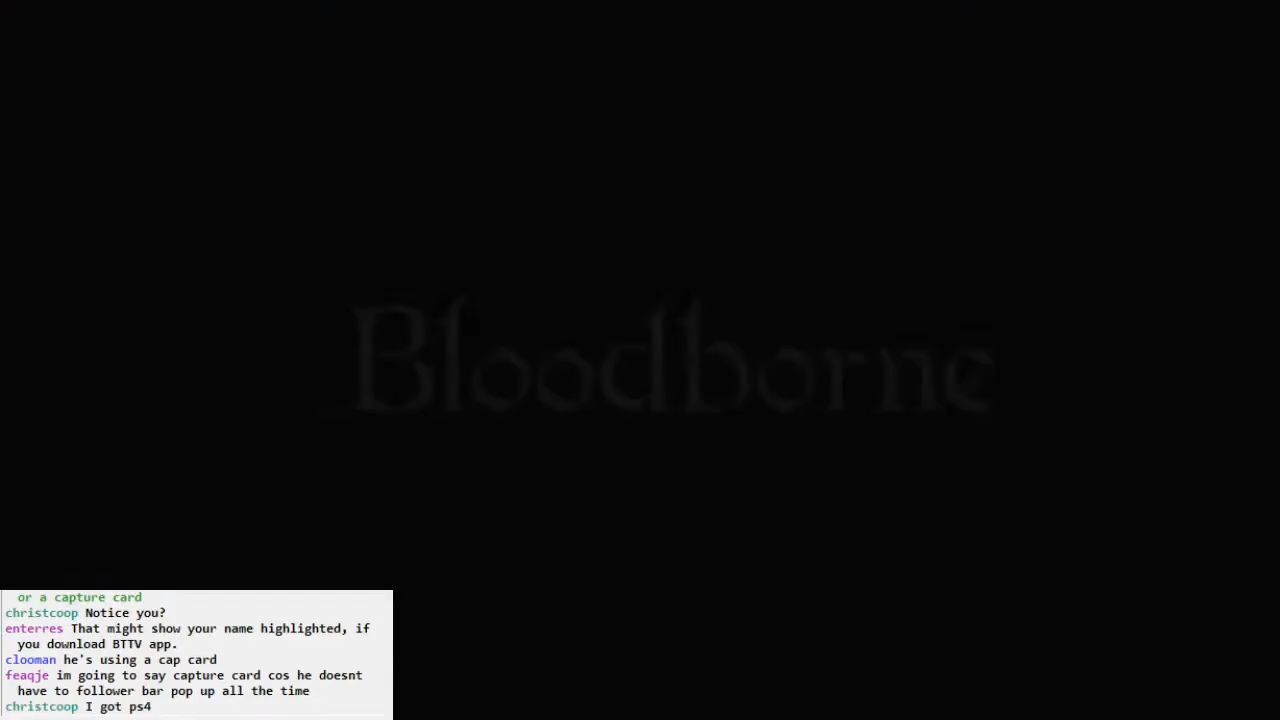 Bloodborne
or a capture card
christcoop Notice you?
enterres That might show your name highlighted, if
you download BTTV app.
clooman he's using a cap card
feaqje im going to say capture card cos he doesnt
have to follower bar pop up all the time
christcoop I got ps4